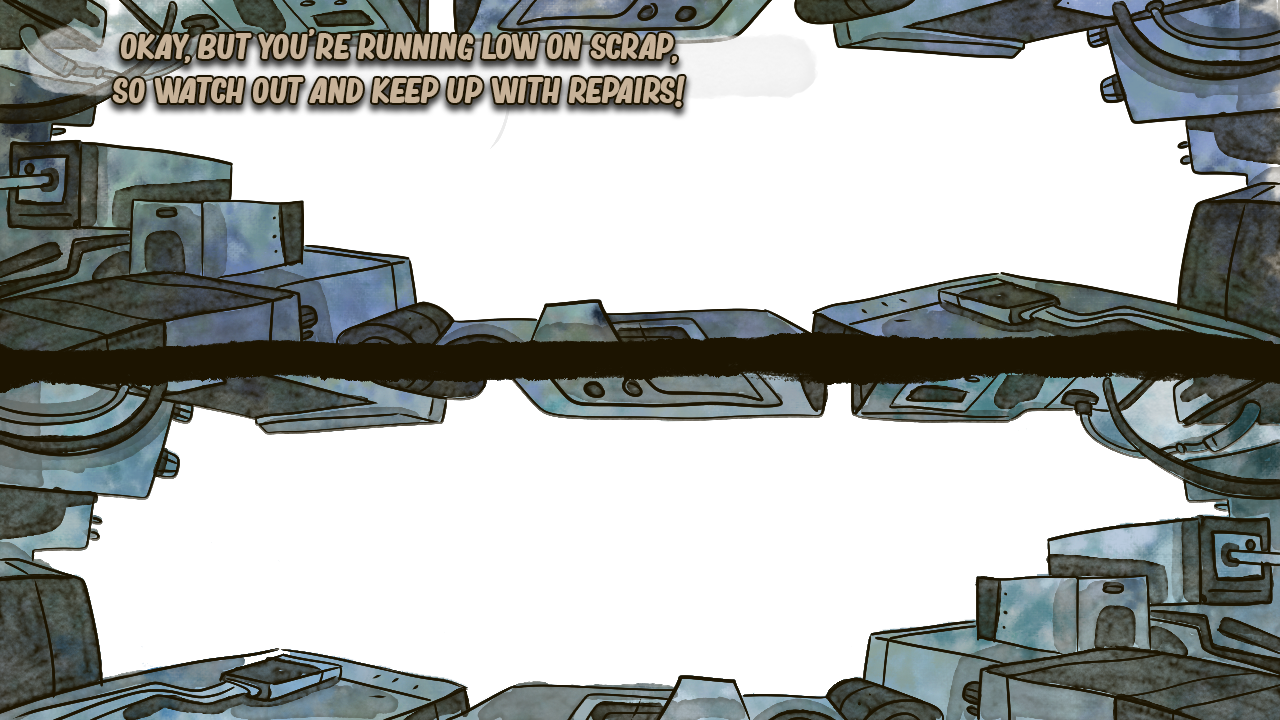 OKAY, BUT YOU'RE RUNNING LOW ON SCRAP,
SO WATCH OUT AND KEEP UP WITH REPAIRS!